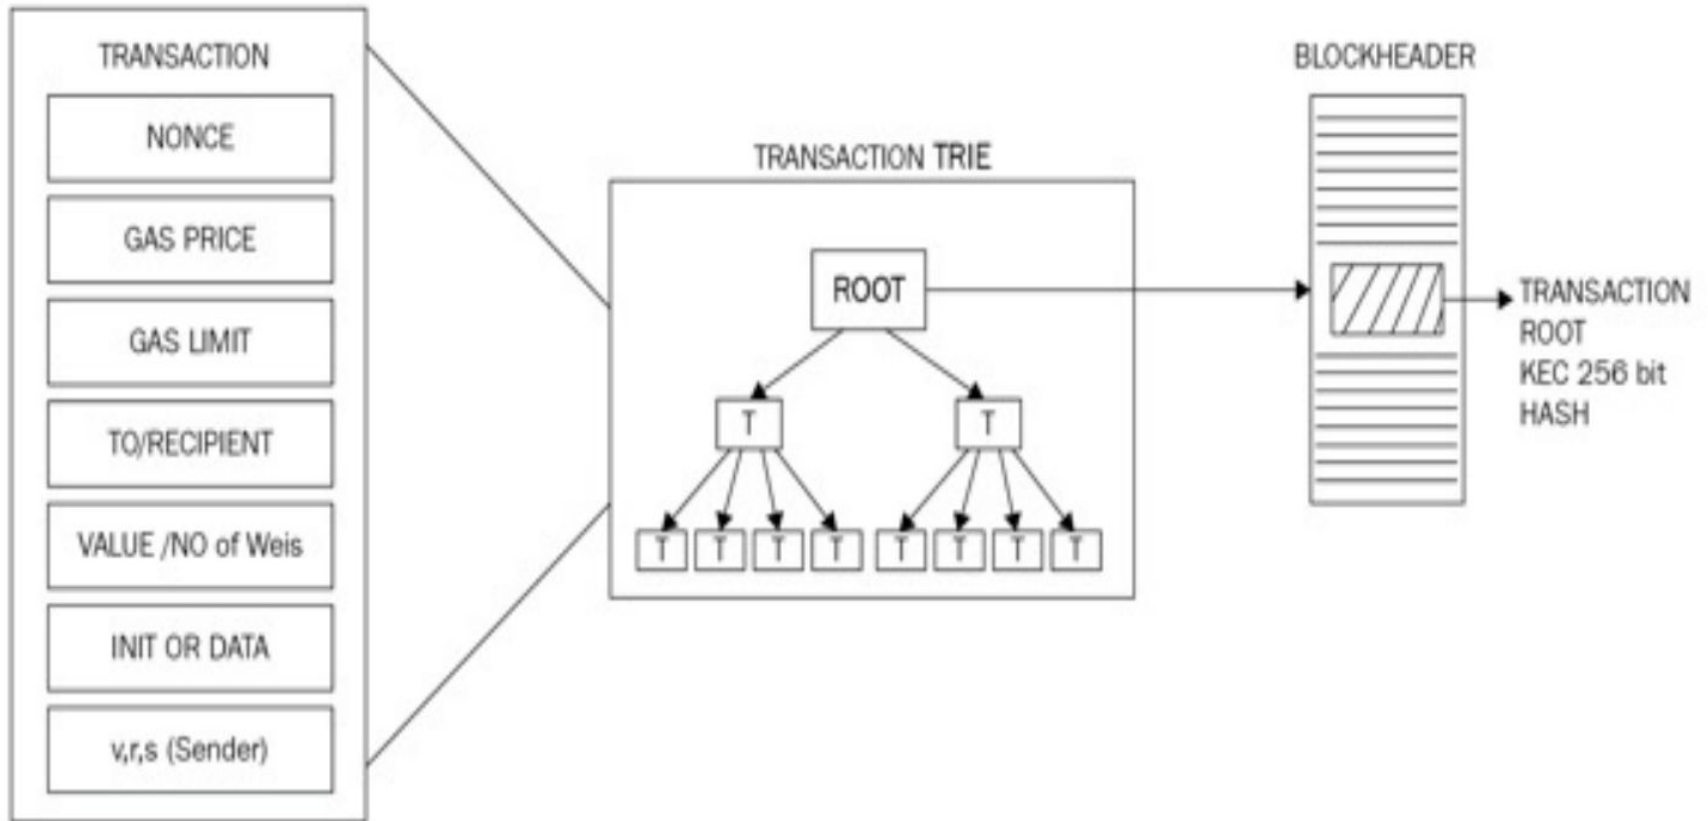 TRANSACTION
NONCE
GAS PRICE
GAS LIMIT
TO/RECIPIENT
VALUE /NO of Weis
INIT OR DATA
v,r,s (Sender)
TRANSACTION TRIE
ROOT
T T
T T T T T T T T
BLOCKHEADER
TRANSACTION
ROOT
KEC 256 bit
HASH